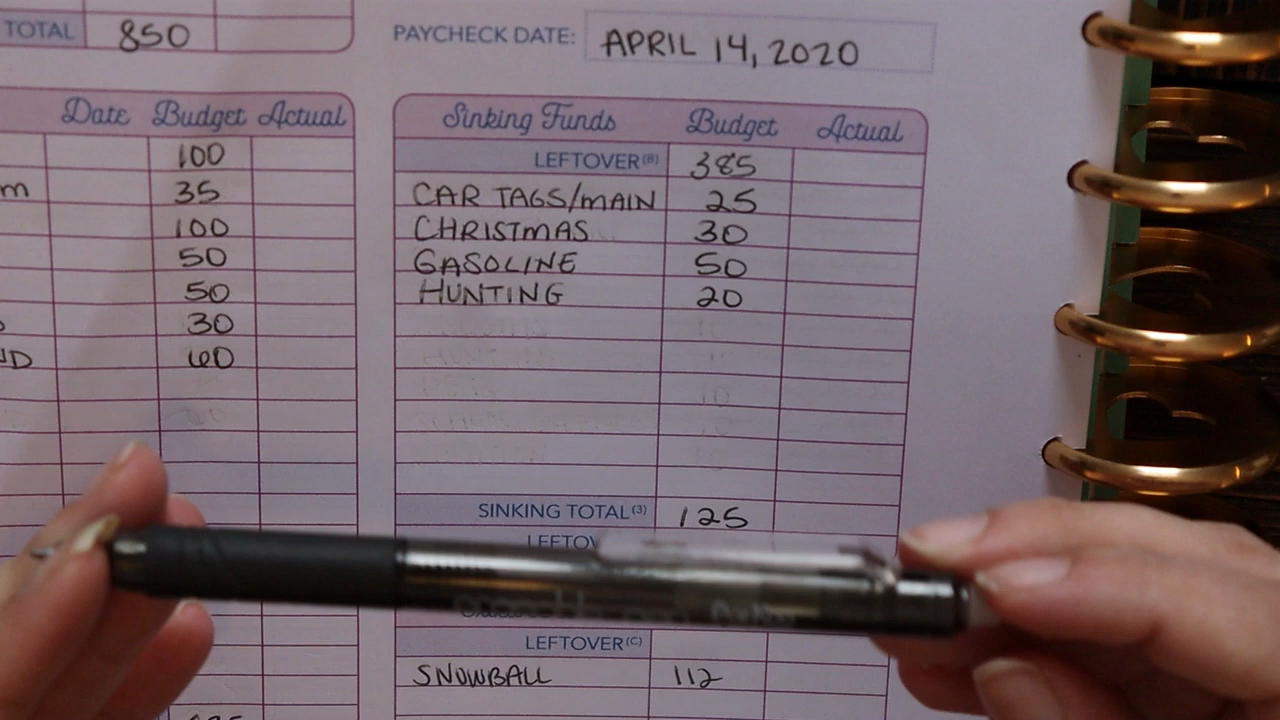 TOTAL 850
PAYCHECK DATE: APRIL 14, 2020
Date Budget Actual
100
m 35
100
50
50
30
ND 60
Sinking Funds Budget Actual
LEFTOVER(B) 385
CAR TAGS/MAIN 25
CHRISTMAS 30
GASOLINE 50
HUNTING 20
SINKING TOTAL(3) 125
LEFTOV
LEFTOVER(C)
SNOWBALL 112